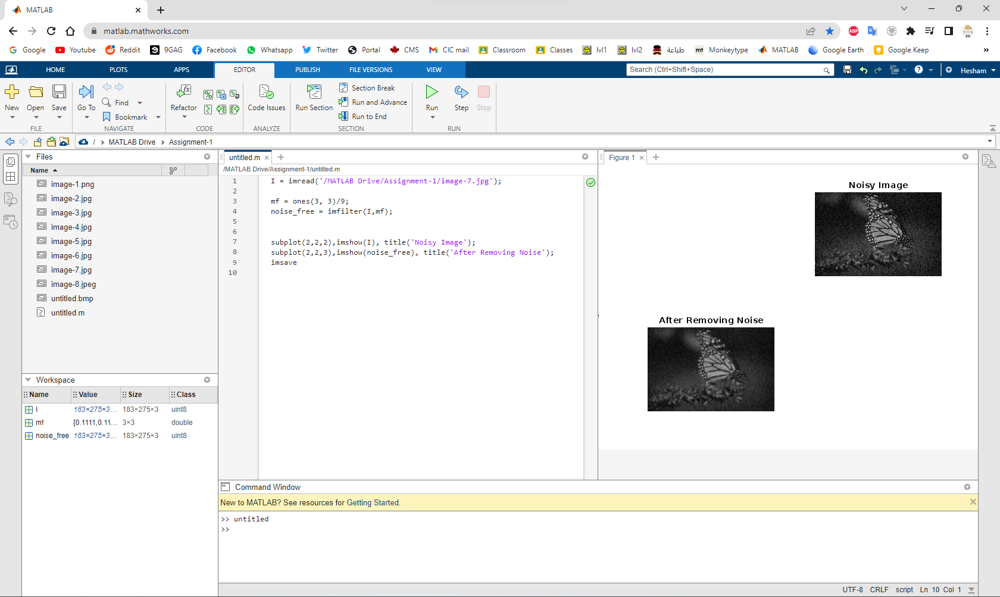 MATLAB
matlab.mathworks.com
ABP
Google Youtube Reddit 9GAG Facebook Whatsapp Twitter Portal CMS CIC mail Classroom Classes lvl1 lvl2 طباعة mt Monkeytype MATLAB Google Earth Google Keep »
HOME PLOTS APPS EDITOR PUBLISH FILE VERSIONS VIEW Search (Ctrl+Shift+Space) Hesham
New Open Save Go To Find Bookmark Refactor Code Issues Run Section Section Break Run and Advance Run to End Run Step Stop
FILE NAVIGATE CODE ANALYZE SECTION RUN
/ › MATLAB Drive › Assignment-1
Files
Name
image-1.png
image-2.jpg
image-3.jpg
image-4.jpg
image-5.jpg
image-6.jpg
image-7.jpg
image-8.jpeg
untitled.bmp
untitled.m
Workspace
Name Value Size Class
I 183×275×3... 183×275×3 uint8
mf [0.1111,0.11... 3×3 double
noise_free 183×275×3... 183×275×3 uint8
untitled.m
/MATLAB Drive/Assignment-1/untitled.m
1 I = imread('/MATLAB Drive/Assignment-1/image-7.jpg');
2
3 mf = ones(3, 3)/9;
4 noise_free = imfilter(I,mf);
5
6
7 subplot(2,2,2),imshow(I), title('Noisy Image');
8 subplot(2,2,3),imshow(noise_free), title('After Removing Noise');
9 imsave
10
Figure 1
Noisy Image
After Removing Noise
Command Window
New to MATLAB? See resources for Getting Started.
>> untitled
>>
UTF-8 CRLF script Ln 10 Col 1